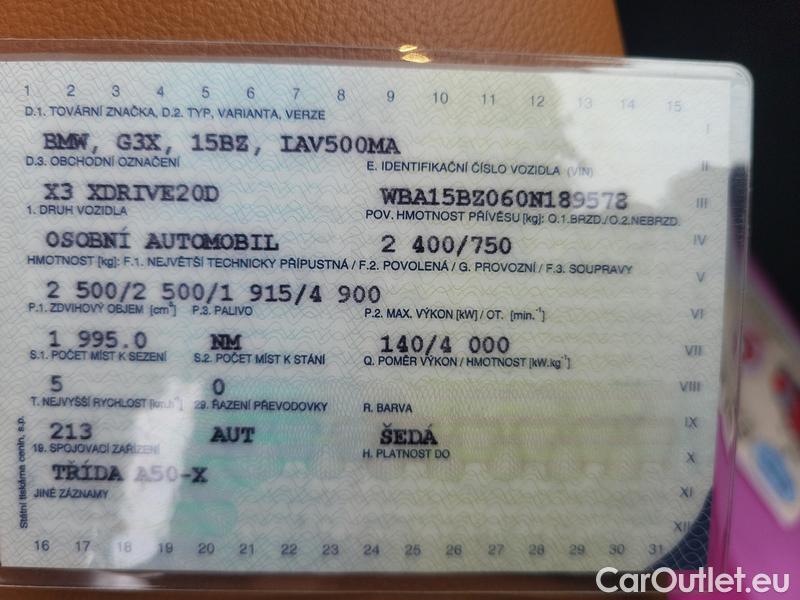 1 2 3 4 5 6 7 8 9 10 11 12 13 14 15
D.1. TOVÁRNÍ ZNAČKA, D.2. TYP, VARIANTA, VERZE
I
BMW, G3X, 15BZ, IAV500MA
D.3. OBCHODNÍ OZNAČENÍ E. IDENTIFIKAČNÍ ČÍSLO VOZIDLA (VIN) II
X3 XDRIVE20D WBA15BZ060N189578 III
1. DRUH VOZIDLA POV. HMOTNOST PŘÍVĚSU [kg]: O.1.BRZD./O.2.NEBRZD.
OSOBNÍ AUTOMOBIL 2 400/750 IV
HMOTNOST [kg]: F.1. NEJVĚTŠÍ TECHNICKY PŘÍPUSTNÁ / F.2. POVOLENÁ / G. PROVOZNÍ / F.3. SOUPRAVY
V
2 500/2 500/1 915/4 900
P.1. ZDVIHOVÝ OBJEM [cm³] P.3. PALIVO P.2. MAX. VÝKON [kW] / OT. [min.⁻¹] VI
1 995.0 NM 140/4 000 VII
S.1. POČET MÍST K SEZENÍ S.2. POČET MÍST K STÁNÍ Q. POMĚR VÝKON / HMOTNOST [kW.kg⁻¹]
5 0 VIII
T. NEJVYŠŠÍ RYCHLOST [km.h⁻¹] 29. ŘAZENÍ PŘEVODOVKY R. BARVA
213 AUT ŠEDÁ IX
19. SPOJOVACÍ ZAŘÍZENÍ H. PLATNOST DO X
TŘÍDA A50-X
JINÉ ZÁZNAMY XI
XII
Státní tiskárna cenin, s.p.
16 17 18 19 20 21 22 23 24 25 26 27 28 29 30 31
CarOutlet.eu